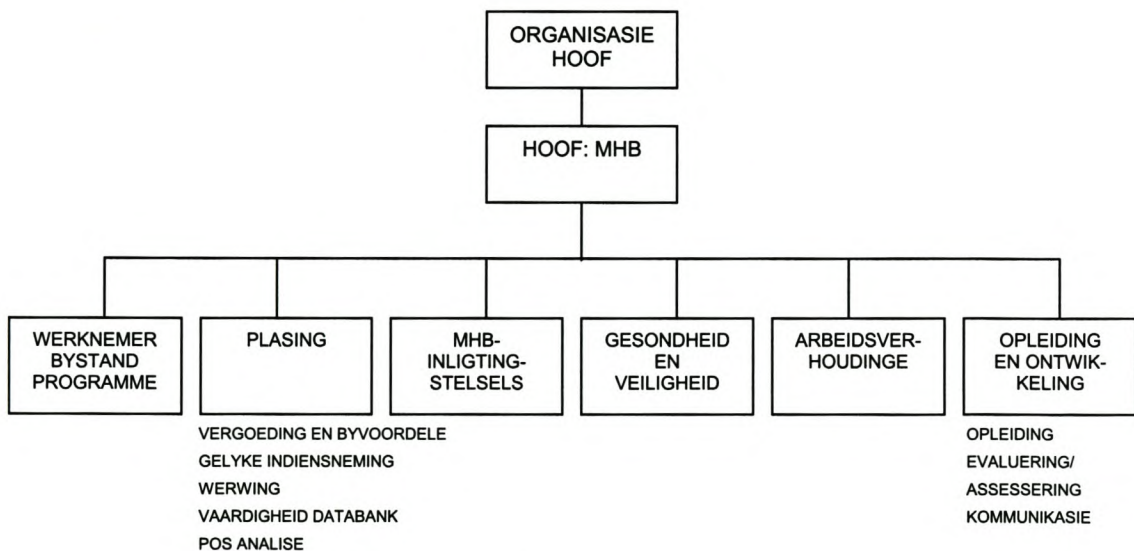 ORGANISASIE
HOOF
HOOF: MHB
WERKNEMER
BYSTAND
PROGRAMME
PLASING
MHB-
INLIGTING-
STELSELS
GESONDHEID
EN
VEILIGHEID
ARBEIDSVER-
HOUDINGE
OPLEIDING
EN ONTWIK-
KELING
VERGOEDING EN BYVOORDELE
GELYKE INDIENSNEMING
WERWING
VAARDIGHEID DATABANK
POS ANALISE
OPLEIDING
EVALUERING/
ASSESSERING
KOMMUNIKASIE